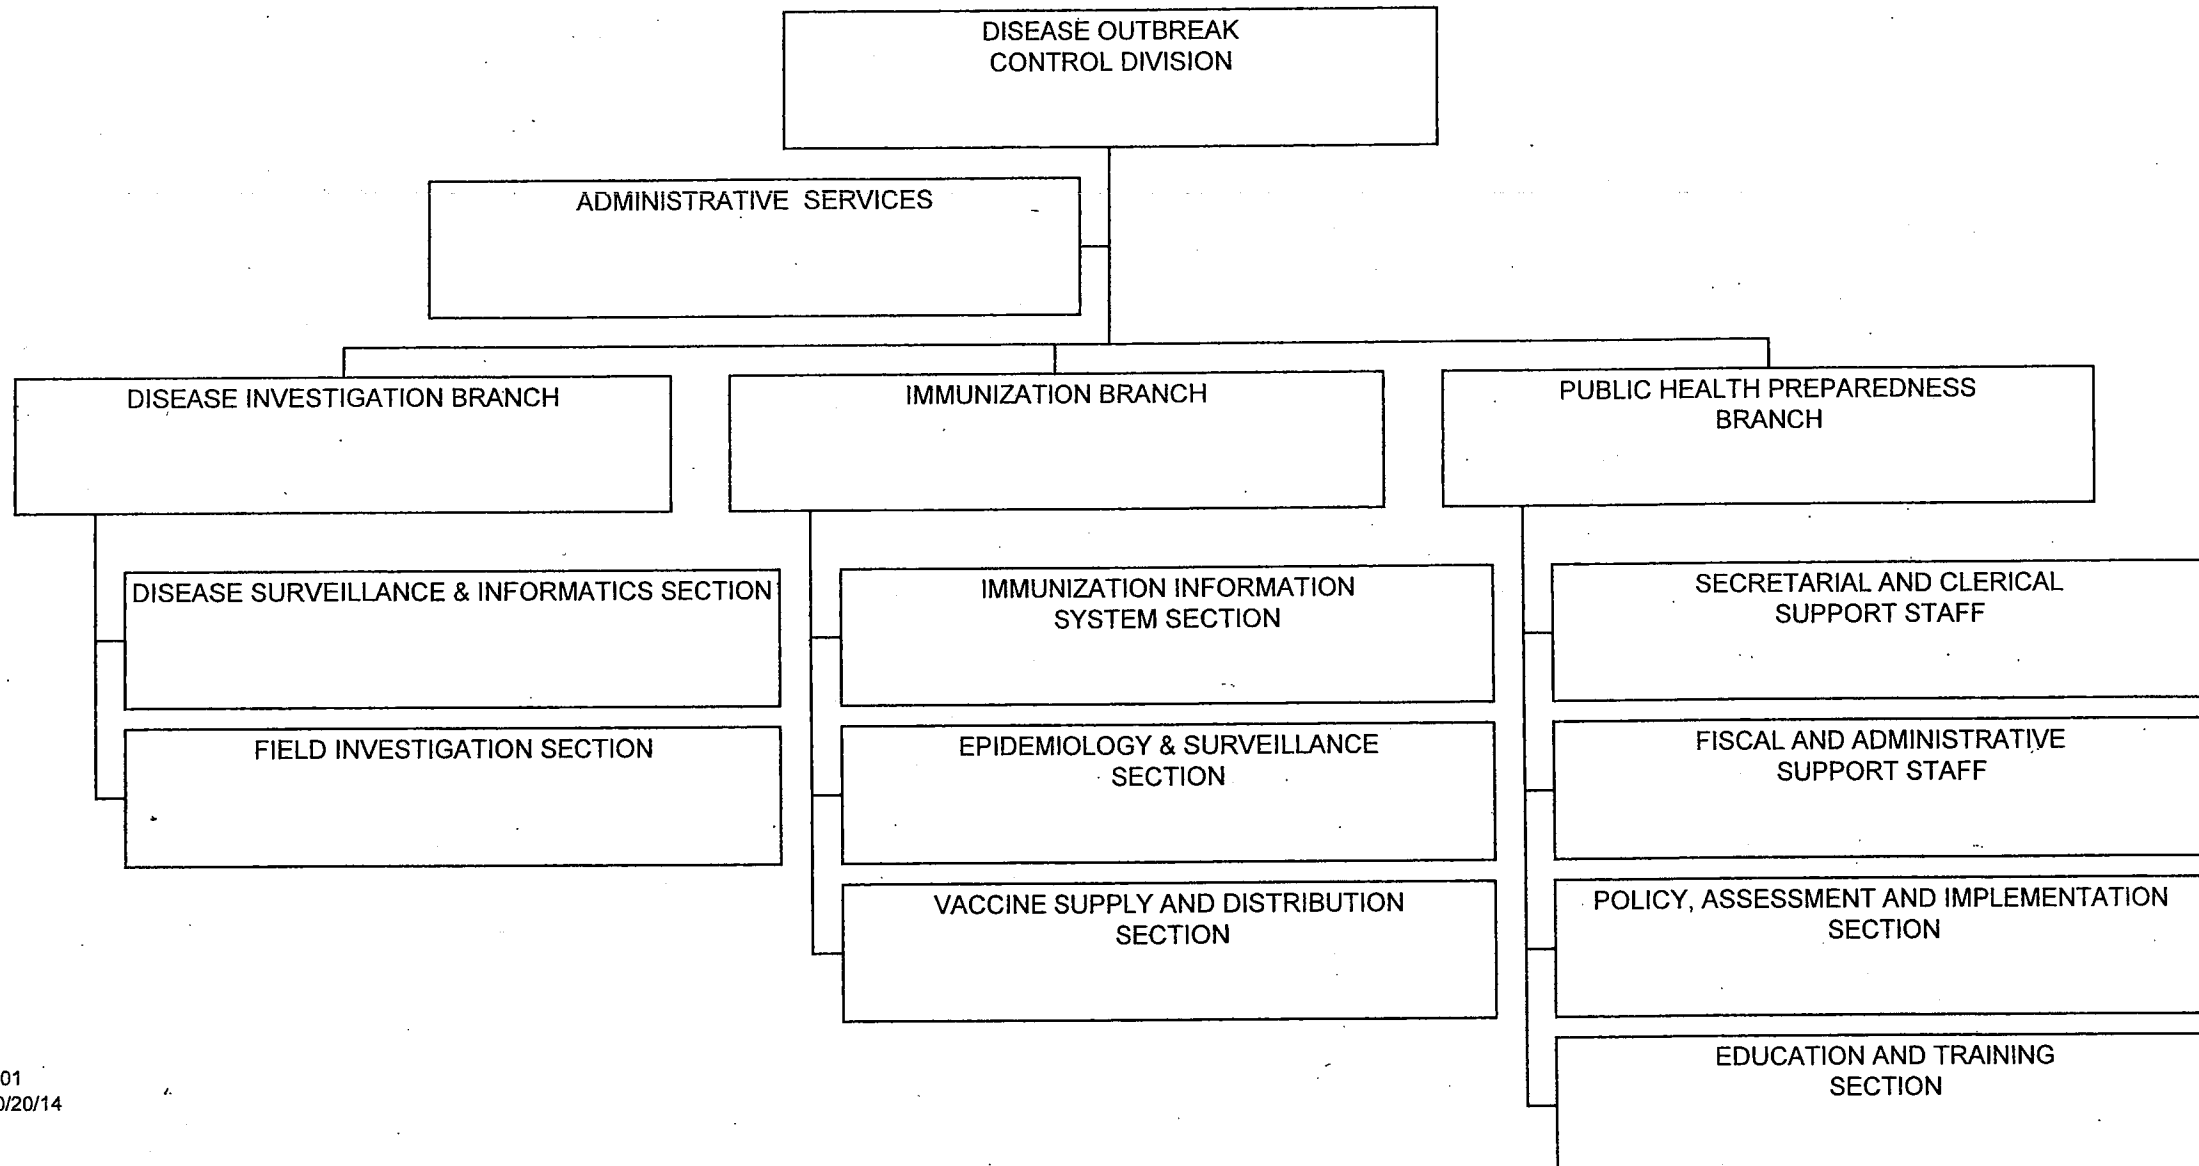 DISEASE OUTBREAK
CONTROL DIVISION
ADMINISTRATIVE SERVICES
DISEASE INVESTIGATION BRANCH
IMMUNIZATION BRANCH
PUBLIC HEALTH PREPAREDNESS
BRANCH
DISEASE SURVEILLANCE & INFORMATICS SECTION
FIELD INVESTIGATION SECTION
IMMUNIZATION INFORMATION
SYSTEM SECTION
EPIDEMIOLOGY & SURVEILLANCE
SECTION
VACCINE SUPPLY AND DISTRIBUTION
SECTION
SECRETARIAL AND CLERICAL
SUPPORT STAFF
FISCAL AND ADMINISTRATIVE
SUPPORT STAFF
POLICY, ASSESSMENT AND IMPLEMENTATION
SECTION
EDUCATION AND TRAINING
SECTION
01
0/20/14